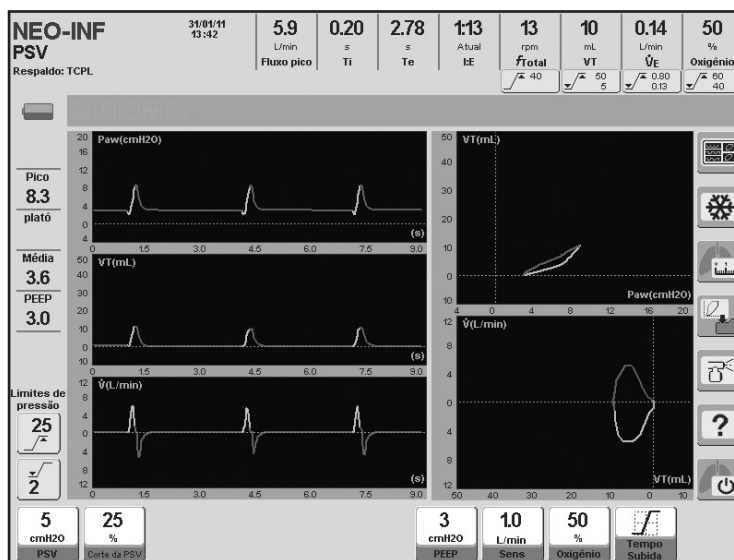 NEO-INF
PSV
Respaldo: TCPL
31/01/11
13:42
5.9
L/min
Fluxo pico
0.20
s
Ti
2.78
s
Te
1:13
Atual
I:E
13
rpm
fTotal
40
10
mL
VT
50
5
0.14
L/min
V̇E
0.80
0.13
50
%
Oxigênio
60
40
Pico
8.3
plató
Média
3.6
PEEP
3.0
Limites de
pressão
25
2
Paw(cmH2O)
20
16
12
8
4
0
4
(s)
0 1.5 3.0 4.5 6.0 7.5 9.0
VT(mL)
50
40
30
20
10
0
10
(s)
0 1.5 3.0 4.5 6.0 7.5 9.0
V̇(L/min)
12
8
4
0
4
8
12
(s)
0 1.5 3.0 4.5 6.0 7.5 9.0
VT(mL)
50
40
30
20
10
0
10
Paw(cmH2O)
4 0 4 8 12 16 20
V̇(L/min)
12
8
4
0
4
8
12
VT(mL)
50 40 30 20 10 0 10
?
5
cmH2O
PSV
25
%
Corte da PSV
3
cmH2O
PEEP
1.0
L/min
Sens
50
%
Oxigênio
Tempo
Subida